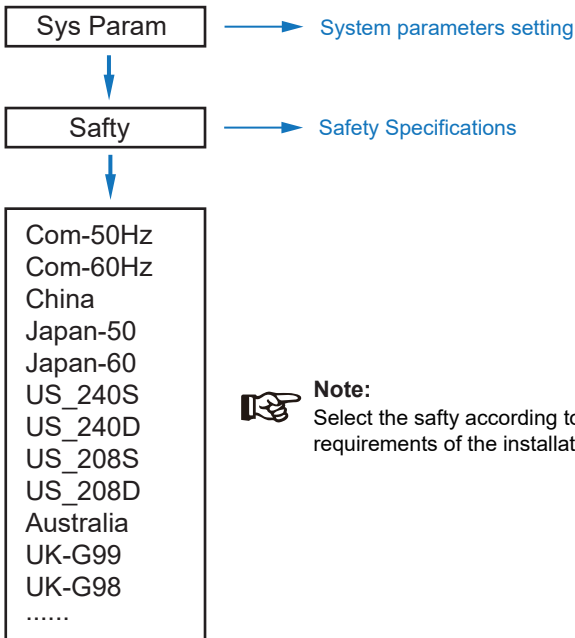 Sys Param
System parameters setting
Safty
Safety Specifications
Com-50Hz
Com-60Hz
China
Japan-50
Japan-60
US_240S
US_240D
US_208S
US_208D
Australia
UK-G99
UK-G98
......
Note:
Select the safty according to
requirements of the